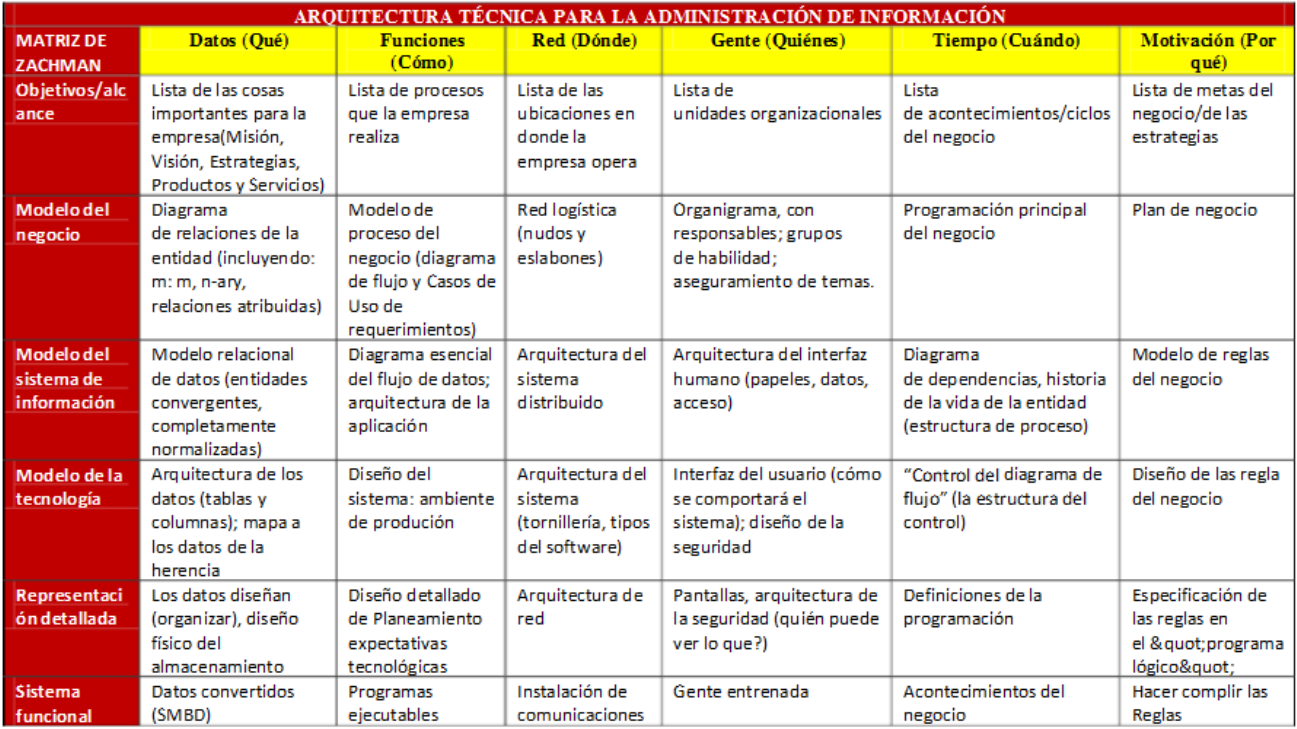 ARQUITECTURA TÉCNICA PARA LA ADMINISTRACIÓN DE INFORMACIÓN
MATRIZ DE
ZACHMAN
Datos (Qué)
Funciones
(Cómo)
Red (Dónde)
Gente (Quiénes)
Tiempo (Cuándo)
Motivación (Por
qué)
Objetivos/alc
ance
Lista de las cosas
importantes para la
empresa(Misión,
Visión, Estrategias,
Productos y Servicios)
Lista de procesos
que la empresa
realiza
Lista de las
ubicaciones en
donde la
empresa opera
Lista de
unidades organizacionales
Lista
de acontecimientos/ciclos
del negocio
Lista de metas del
negocio/de las
estrategias
Modelo del
negocio
Diagrama
de relaciones de la
entidad (incluyendo:
m: m, n-ary,
relaciones atribuidas)
Modelo de
proceso del
negocio (diagrama
de flujo y Casos de
Uso de
requerimientos)
Red logística
(nudos y
eslabones)
Organigrama, con
responsables; grupos
de habilidad;
aseguramiento de temas.
Programación principal
del negocio
Plan de negocio
Modelo del
sistema de
información
Modelo relacional
de datos (entidades
convergentes,
completamente
normalizadas)
Diagrama esencial
del flujo de datos;
arquitectura de la
aplicación
Arquitectura del
sistema
distribuido
Arquitectura del interfaz
humano (papeles, datos,
acceso)
Diagrama
de dependencias, historia
de la vida de la entidad
(estructura de proceso)
Modelo de reglas
del negocio
Modelo de la
tecnología
Arquitectura de los
datos (tablas y
columnas); mapa a
los datos de la
herencia
Diseño del
sistema: ambiente
de produción
Arquitectura del
sistema
(tornillería, tipos
del software)
Interfaz del usuario (cómo
se comportará el
sistema); diseño de la
seguridad
“Control del diagrama de
flujo” (la estructura del
control)
Diseño de las regla
del negocio
Representaci
ón detallada
Los datos diseñan
(organizar), diseño
físico del
almacenamiento
Diseño detallado
de Planeamiento
expectativas
tecnológicas
Arquitectura de
red
Pantallas, arquitectura de
la seguridad (quién puede
ver lo que?)
Definiciones de la
programación
Especificación de
las reglas en
el &quot;programa
lógico&quot;
Sistema
funcional
Datos convertidos
(SMBD)
Programas
ejecutables
Instalación de
comunicaciones
Gente entrenada
Acontecimientos del
negocio
Hacer complir las
Reglas